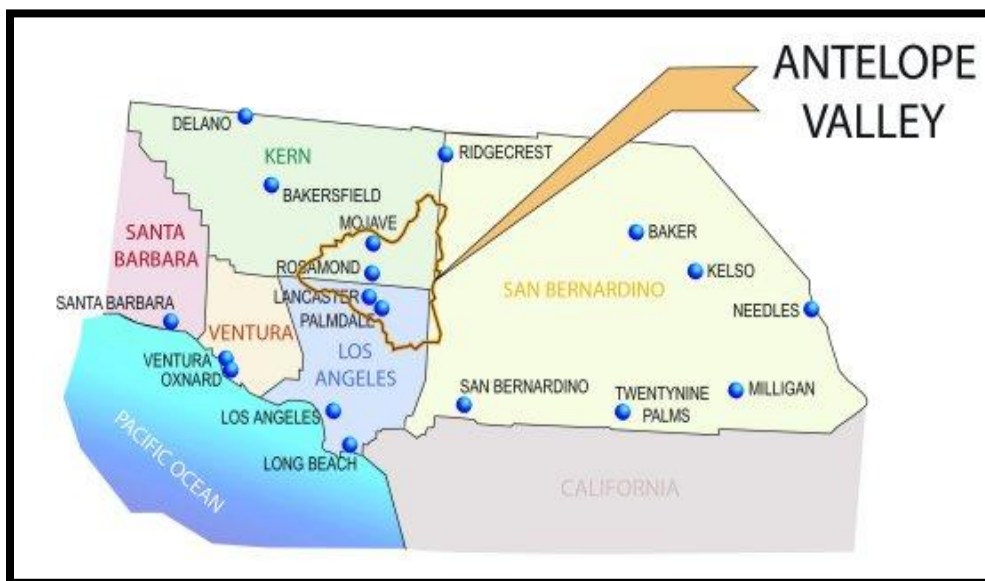 ANTELOPE
VALLEY
DELANO
KERN
RIDGECREST
BAKERSFIELD
MOJAVE
BAKER
SANTA
BARBARA
ROSAMOND
KELSO
SAN BERNARDINO
LANCASTER
SANTA BARBARA
PALMDALE
NEEDLES
VENTURA
LOS
ANGELES
VENTURA
OXNARD
SAN BERNARDINO
TWENTYNINE
PALMS
MILLIGAN
LOS ANGELES
LONG BEACH
PACIFIC OCEAN
CALIFORNIA